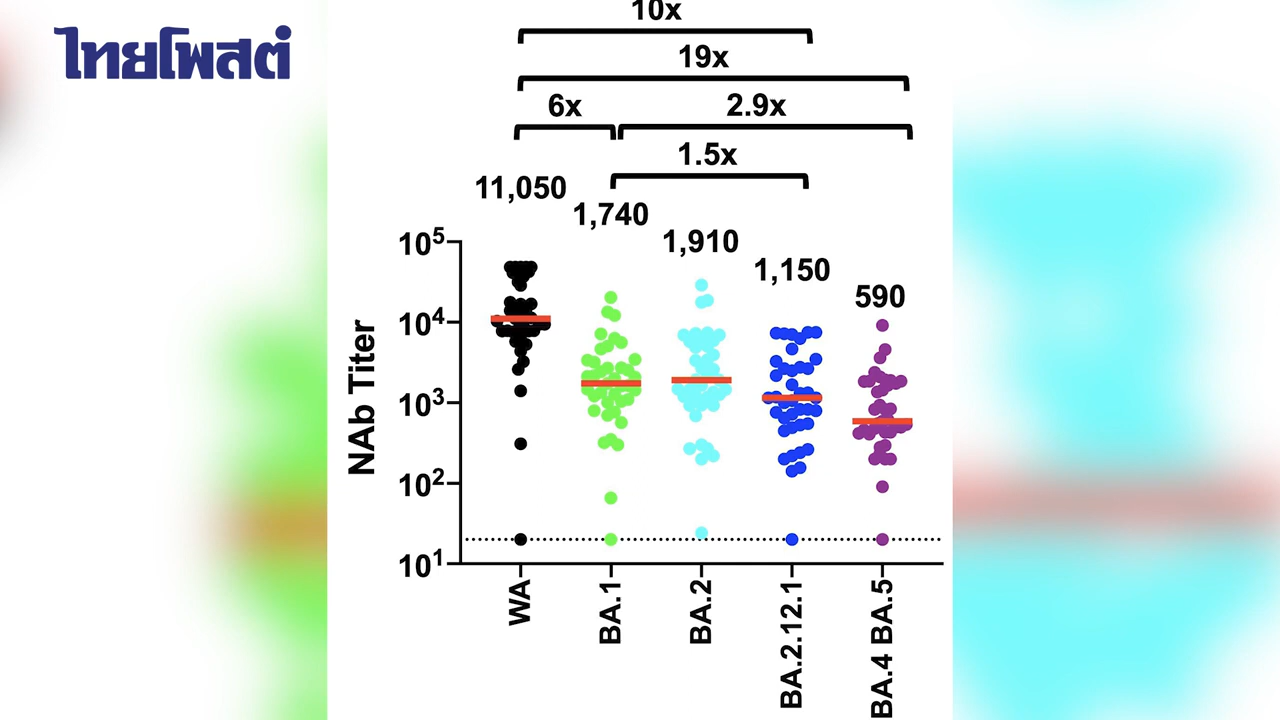 ไทยโพสต์
10x
19x
6x 2.9x
1.5x
11,050
1,740
1,910
1,150
590
NAb Titer
10⁵
10⁴
10³
10²
10¹
WA
BA.1
BA.2
BA.2.12.1
BA.4 BA.5